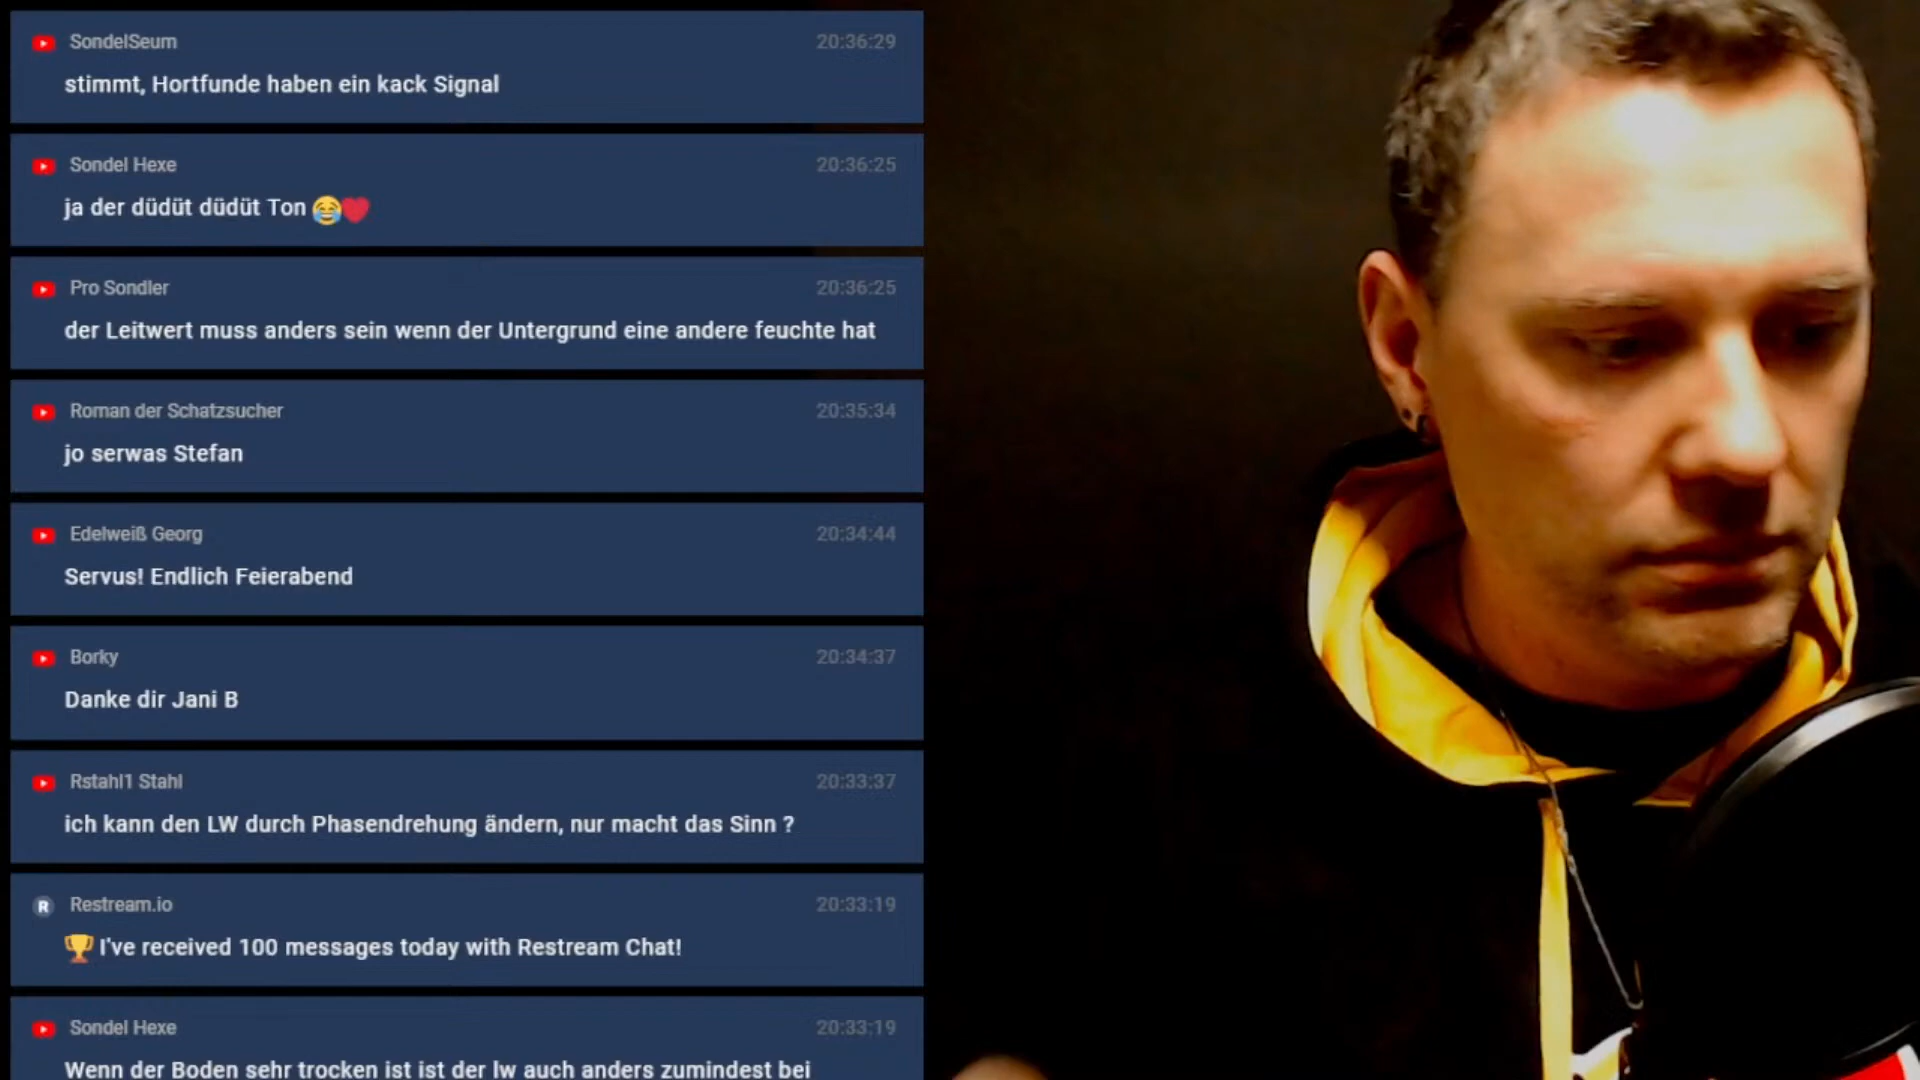 SondelSeum 20:36:29
stimmt, Hortfunde haben ein kack Signal
Sondel Hexe 20:36:25
ja der düdüt düdüt Ton 😂❤️
Pro Sondler 20:36:25
der Leitwert muss anders sein wenn der Untergrund eine andere feuchte hat
Roman der Schatzsucher 20:35:34
jo serwas Stefan
Edelweiß Georg 20:34:44
Servus! Endlich Feierabend
Borky 20:34:37
Danke dir Jani B
Rstahl1 Stahl 20:33:37
ich kann den LW durch Phasendrehung ändern, nur macht das Sinn ?
R Restream.io 20:33:19
🏆 I've received 100 messages today with Restream Chat!
Sondel Hexe 20:33:19
Wenn der Boden sehr trocken ist ist der lw auch anders zumindest bei